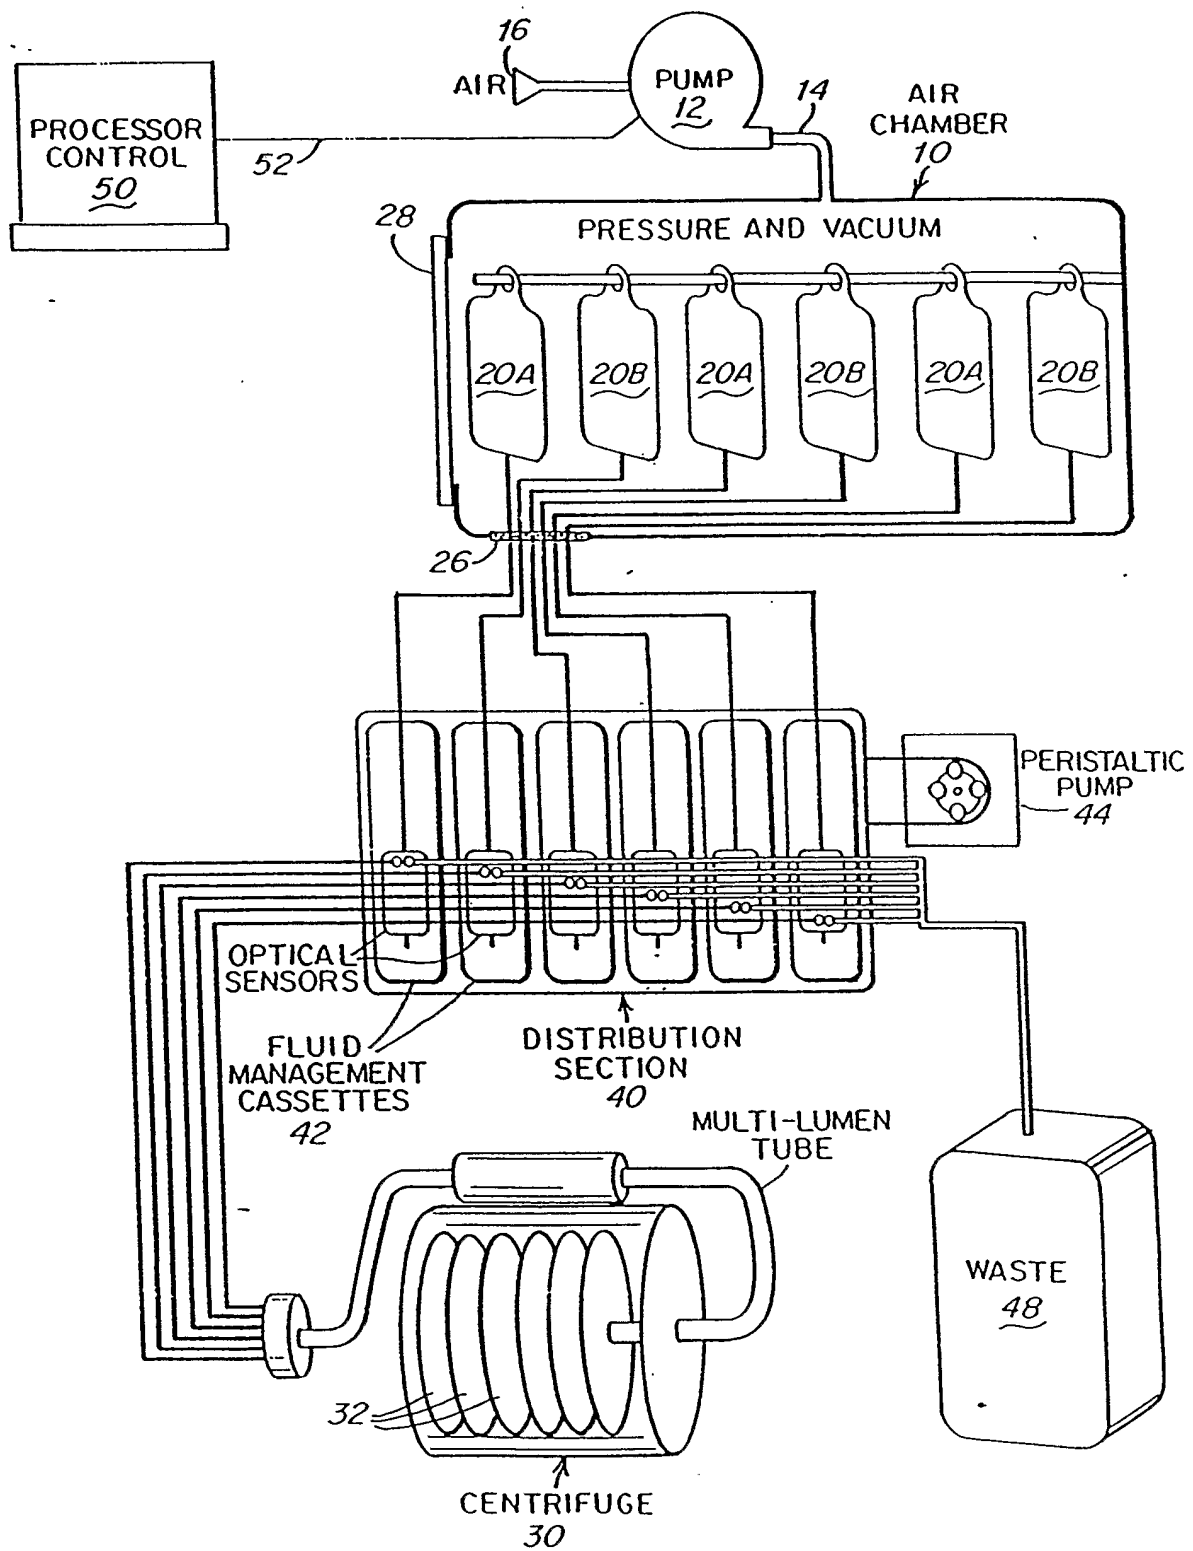 16
AIR
PUMP
12
14
AIR
CHAMBER
10
PROCESSOR
CONTROL
50
52
28
PRESSURE AND VACUUM
20A
20B
20A
20B
20A
20B
26
PERISTALTIC
PUMP
44
OPTICAL
SENSORS
FLUID
MANAGEMENT
CASSETTES
42
DISTRIBUTION
SECTION
40
MULTI-LUMEN
TUBE
WASTE
48
32
CENTRIFUGE
30